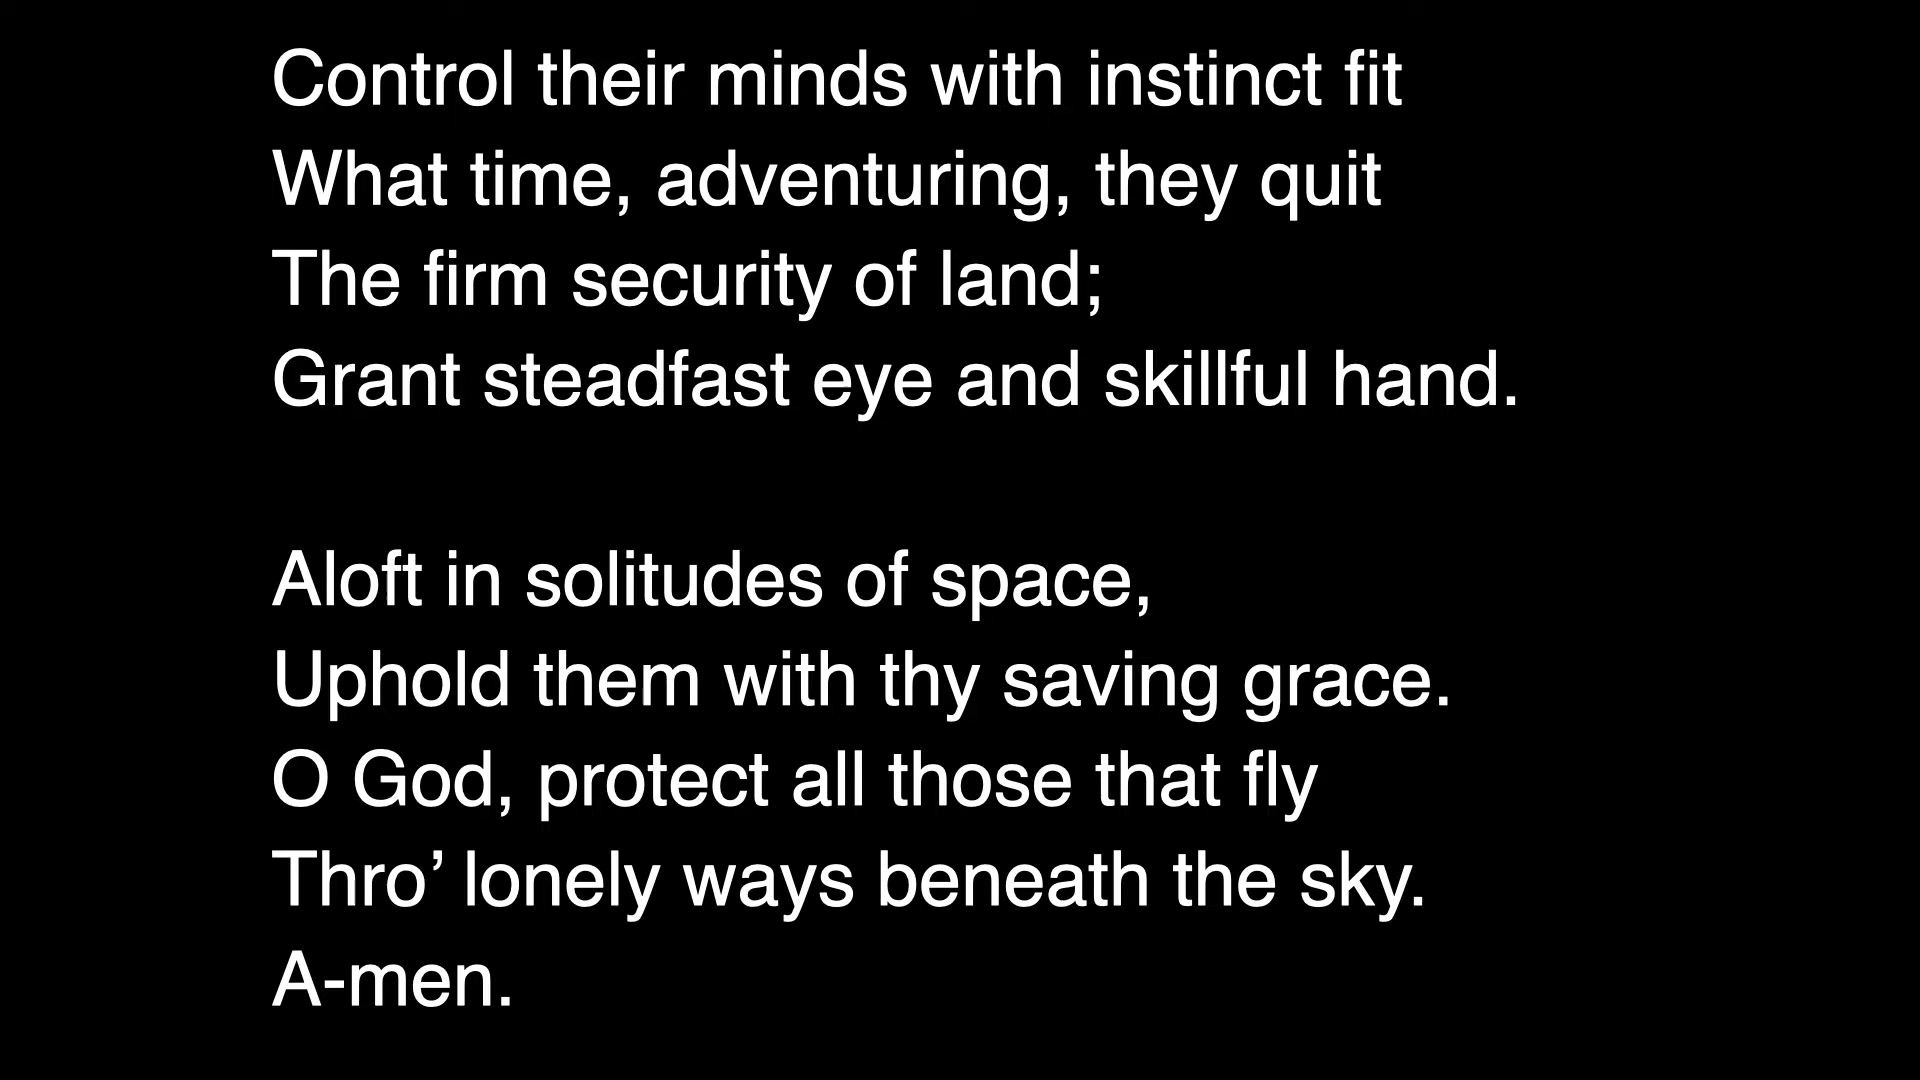 Control their minds with instinct fit
What time, adventuring, they quit
The firm security of land;
Grant steadfast eye and skillful hand.
Aloft in solitudes of space,
Uphold them with thy saving grace.
O God, protect all those that fly
Thro’ lonely ways beneath the sky.
A-men.